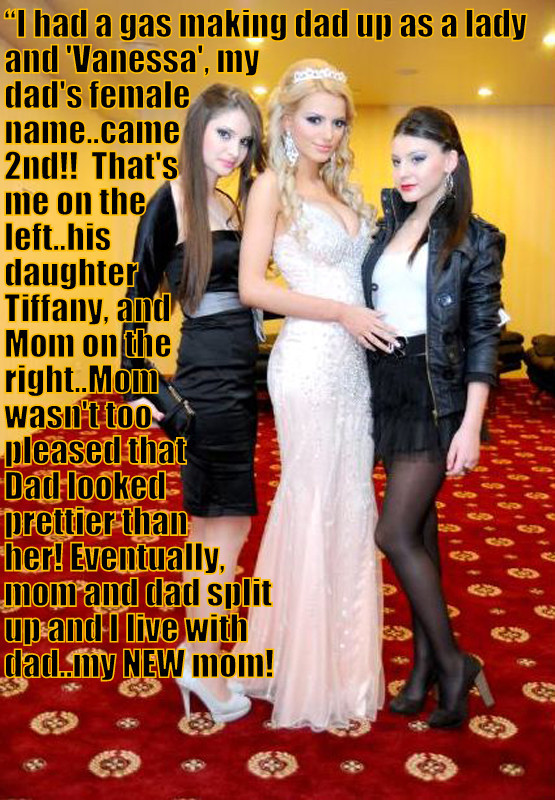 “I had a gas making dad up as a lady
and 'Vanessa', my
dad's female
name..came
2nd!!  That's
me on the
left..his
daughter
Tiffany, and
Mom on the
right..Mom
wasn't too
pleased that
Dad looked
prettier than
her! Eventually,
mom and dad split
up and I live with
dad..my NEW mom!